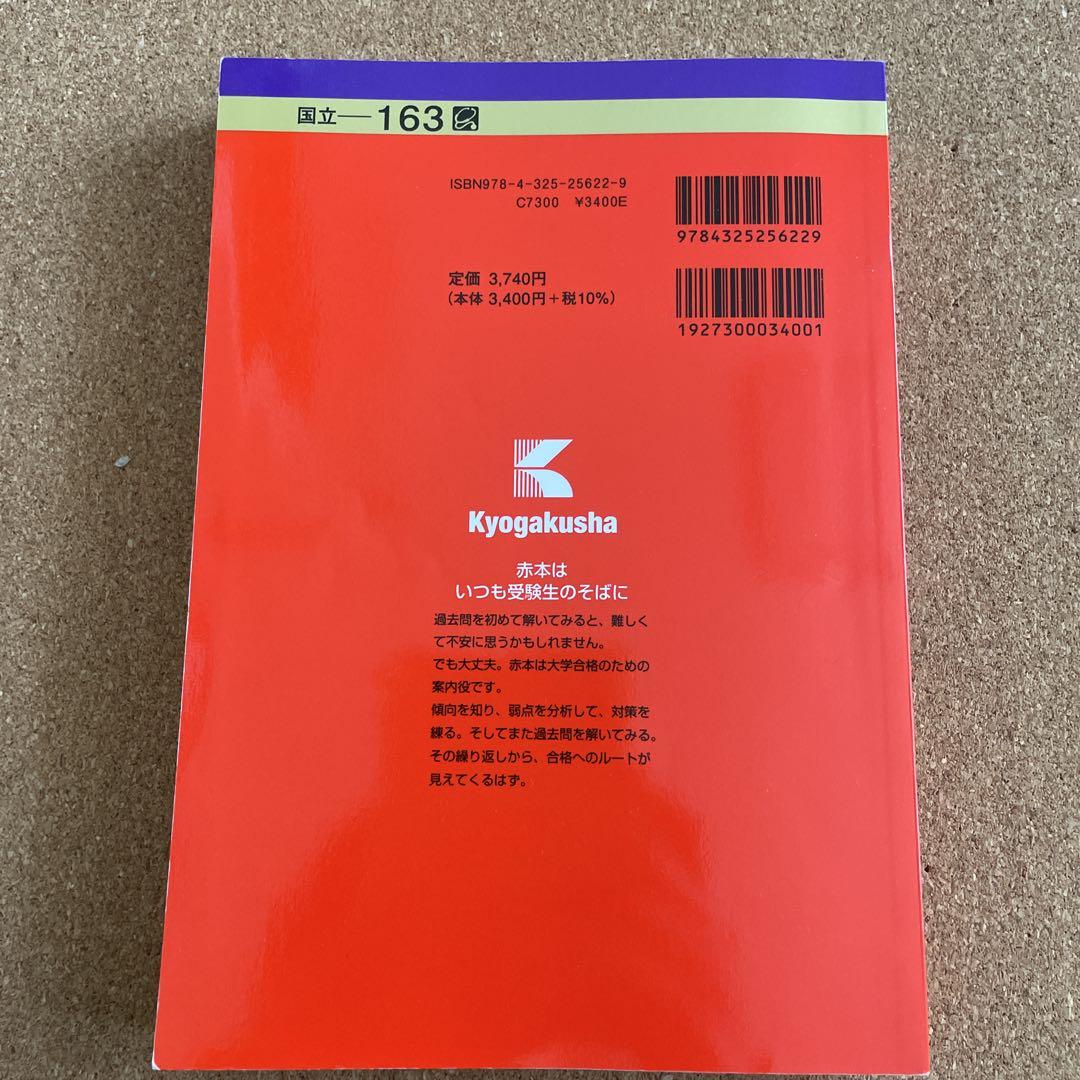 国立―163
ISBN978-4-325-25622-9
C7300 ¥3400E
9784325256229
定価 3,740円
(本体 3,400円+税10%)
1927300034001
Kyogakusha
赤本は
いつも受験生のそばに
過去問を初めて解いてみると、難しく
て不安に思うかもしれません。
でも大丈夫。赤本は大学合格のための
案内役です。
傾向を知り、弱点を分析して、対策を
練る。そしてまた過去問を解いてみる。
その繰り返しから、合格へのルートが
見えてくるはず。